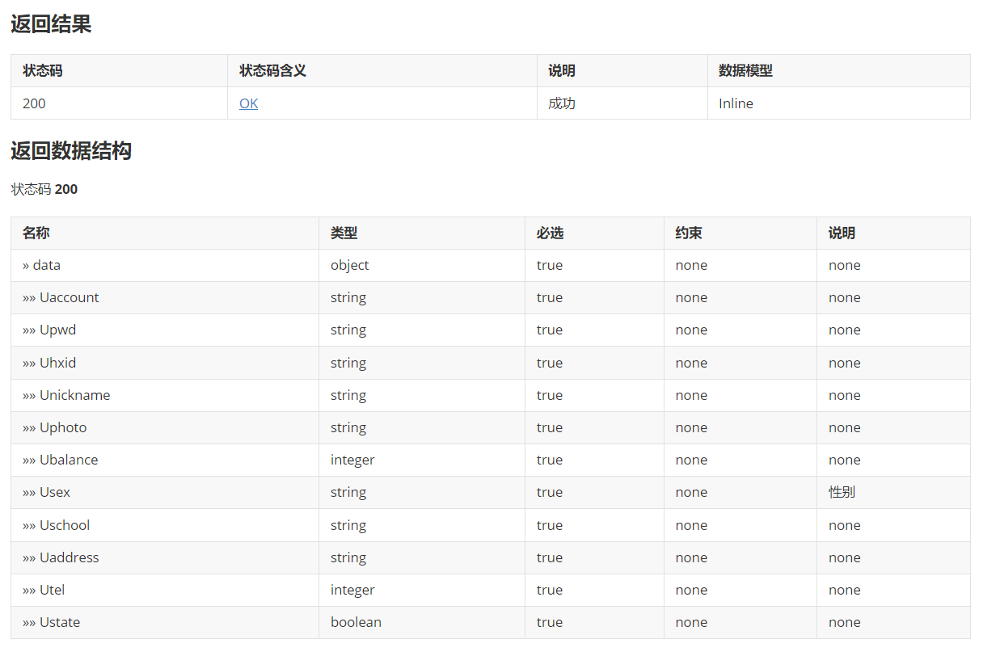 返回结果
状态码 状态码含义 说明 数据模型
200 OK 成功 Inline
返回数据结构
状态码 200
名称 类型 必选 约束 说明
» data object true none none
»» Uaccount string true none none
»» Upwd string true none none
»» Uhxid string true none none
»» Unickname string true none none
»» Uphoto string true none none
»» Ubalance integer true none none
»» Usex string true none 性别
»» Uschool string true none none
»» Uaddress string true none none
»» Utel integer true none none
»» Ustate boolean true none none